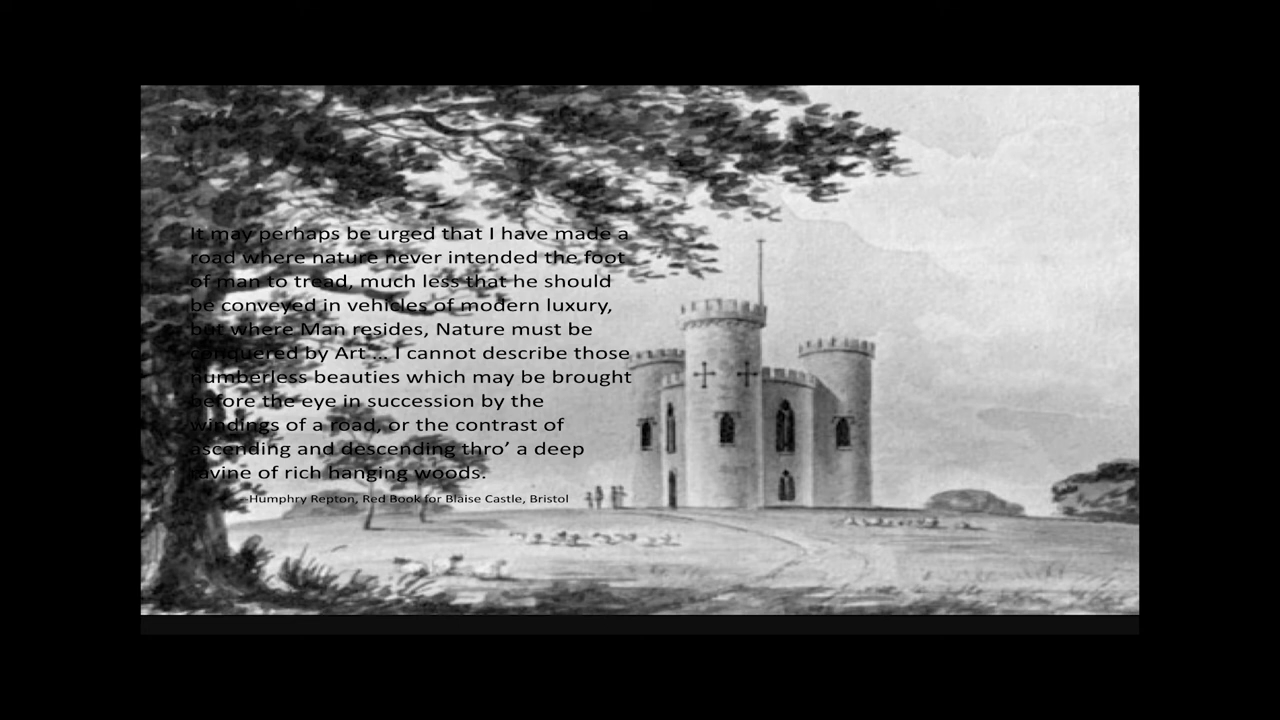 It may perhaps be urged that I have made a
road where nature never intended the foot
of man to tread, much less that he should
be conveyed in vehicles of modern luxury,
but where Man resides, Nature must be
conquered by Art ... I cannot describe those
numberless beauties which may be brought
before the eye in succession by the
windings of a road, or the contrast of
ascending and descending thro’ a deep
ravine of rich hanging woods.
-Humphry Repton, Red Book for Blaise Castle, Bristol